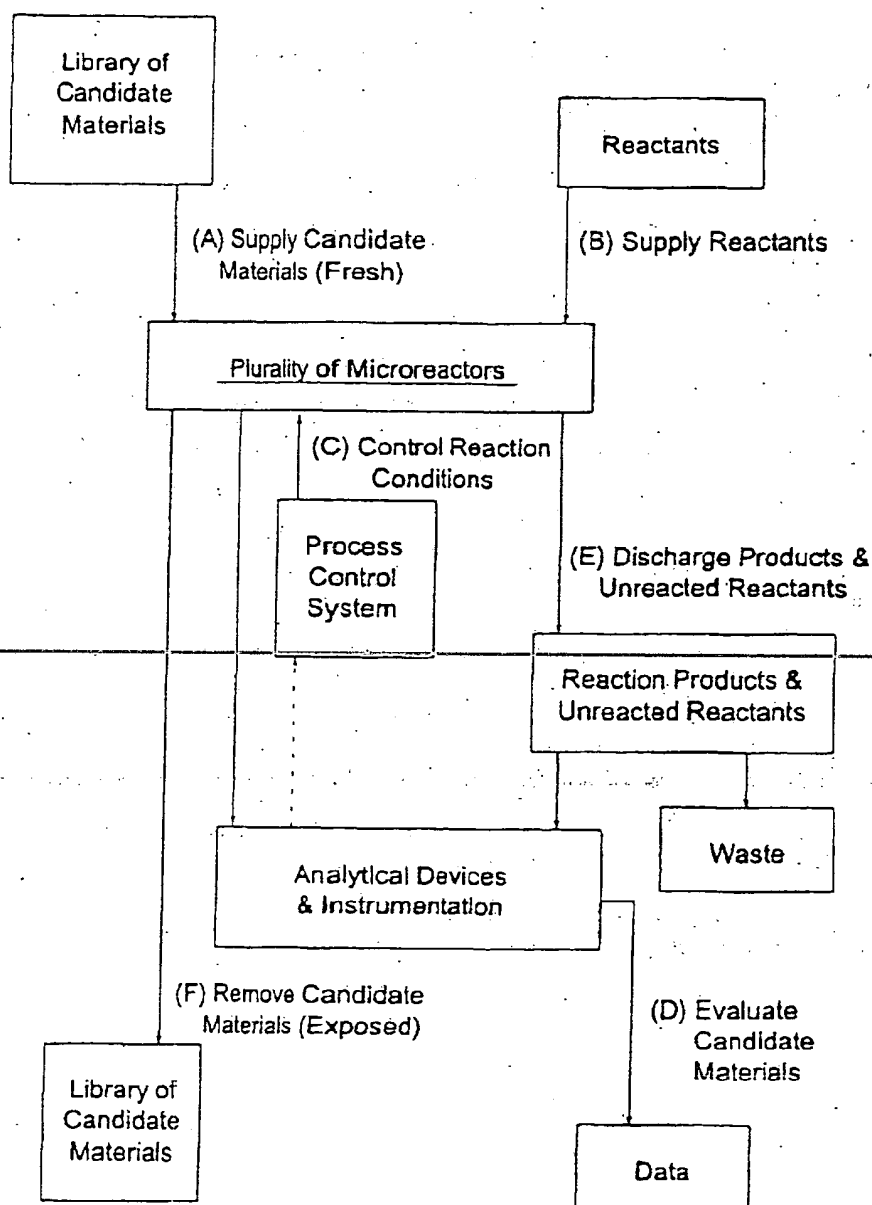 Library of
Candidate
Materials
Reactants
(A) Supply Candidate
Materials (Fresh)
(B) Supply Reactants
Plurality of Microreactors
(C) Control Reaction
Conditions
Process
Control
System
(E) Discharge Products &
Unreacted Reactants
Reaction Products &
Unreacted Reactants
Waste
Analytical Devices
& Instrumentation
(F) Remove Candidate
Materials (Exposed)
(D) Evaluate
Candidate
Materials
Library of
Candidate
Materials
Data